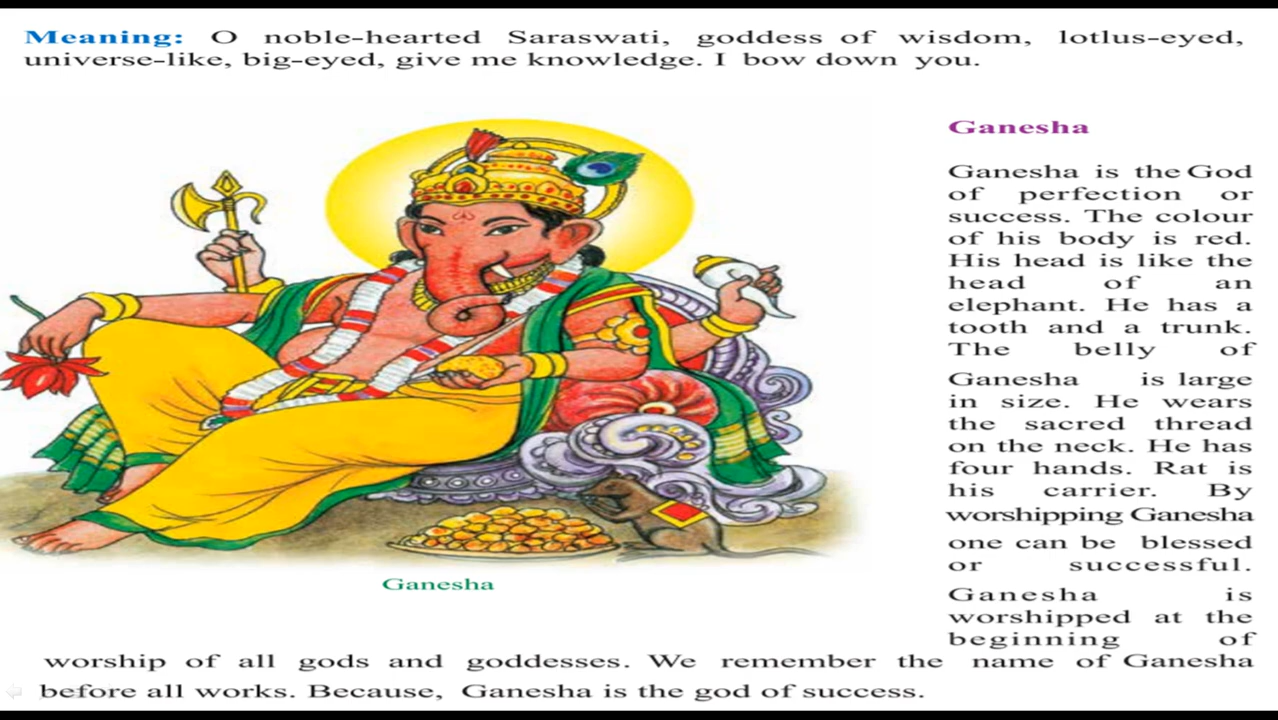 Meaning: O noble-hearted Saraswati, goddess of wisdom, lotlus-eyed,
universe-like, big-eyed, give me knowledge. I bow down you.
Ganesha
Ganesha is the God
of perfection or
success. The colour
of his body is red.
His head is like the
head of an
elephant. He has a
tooth and a trunk.
The belly of
Ganesha is large
in size. He wears
the sacred thread
on the neck. He has
four hands. Rat is
his carrier. By
worshipping Ganesha
one can be blessed
or successful.
Ganesha is
worshipped at the
beginning of
worship of all gods and goddesses. We remember the name of Ganesha
before all works. Because, Ganesha is the god of success.
Ganesha